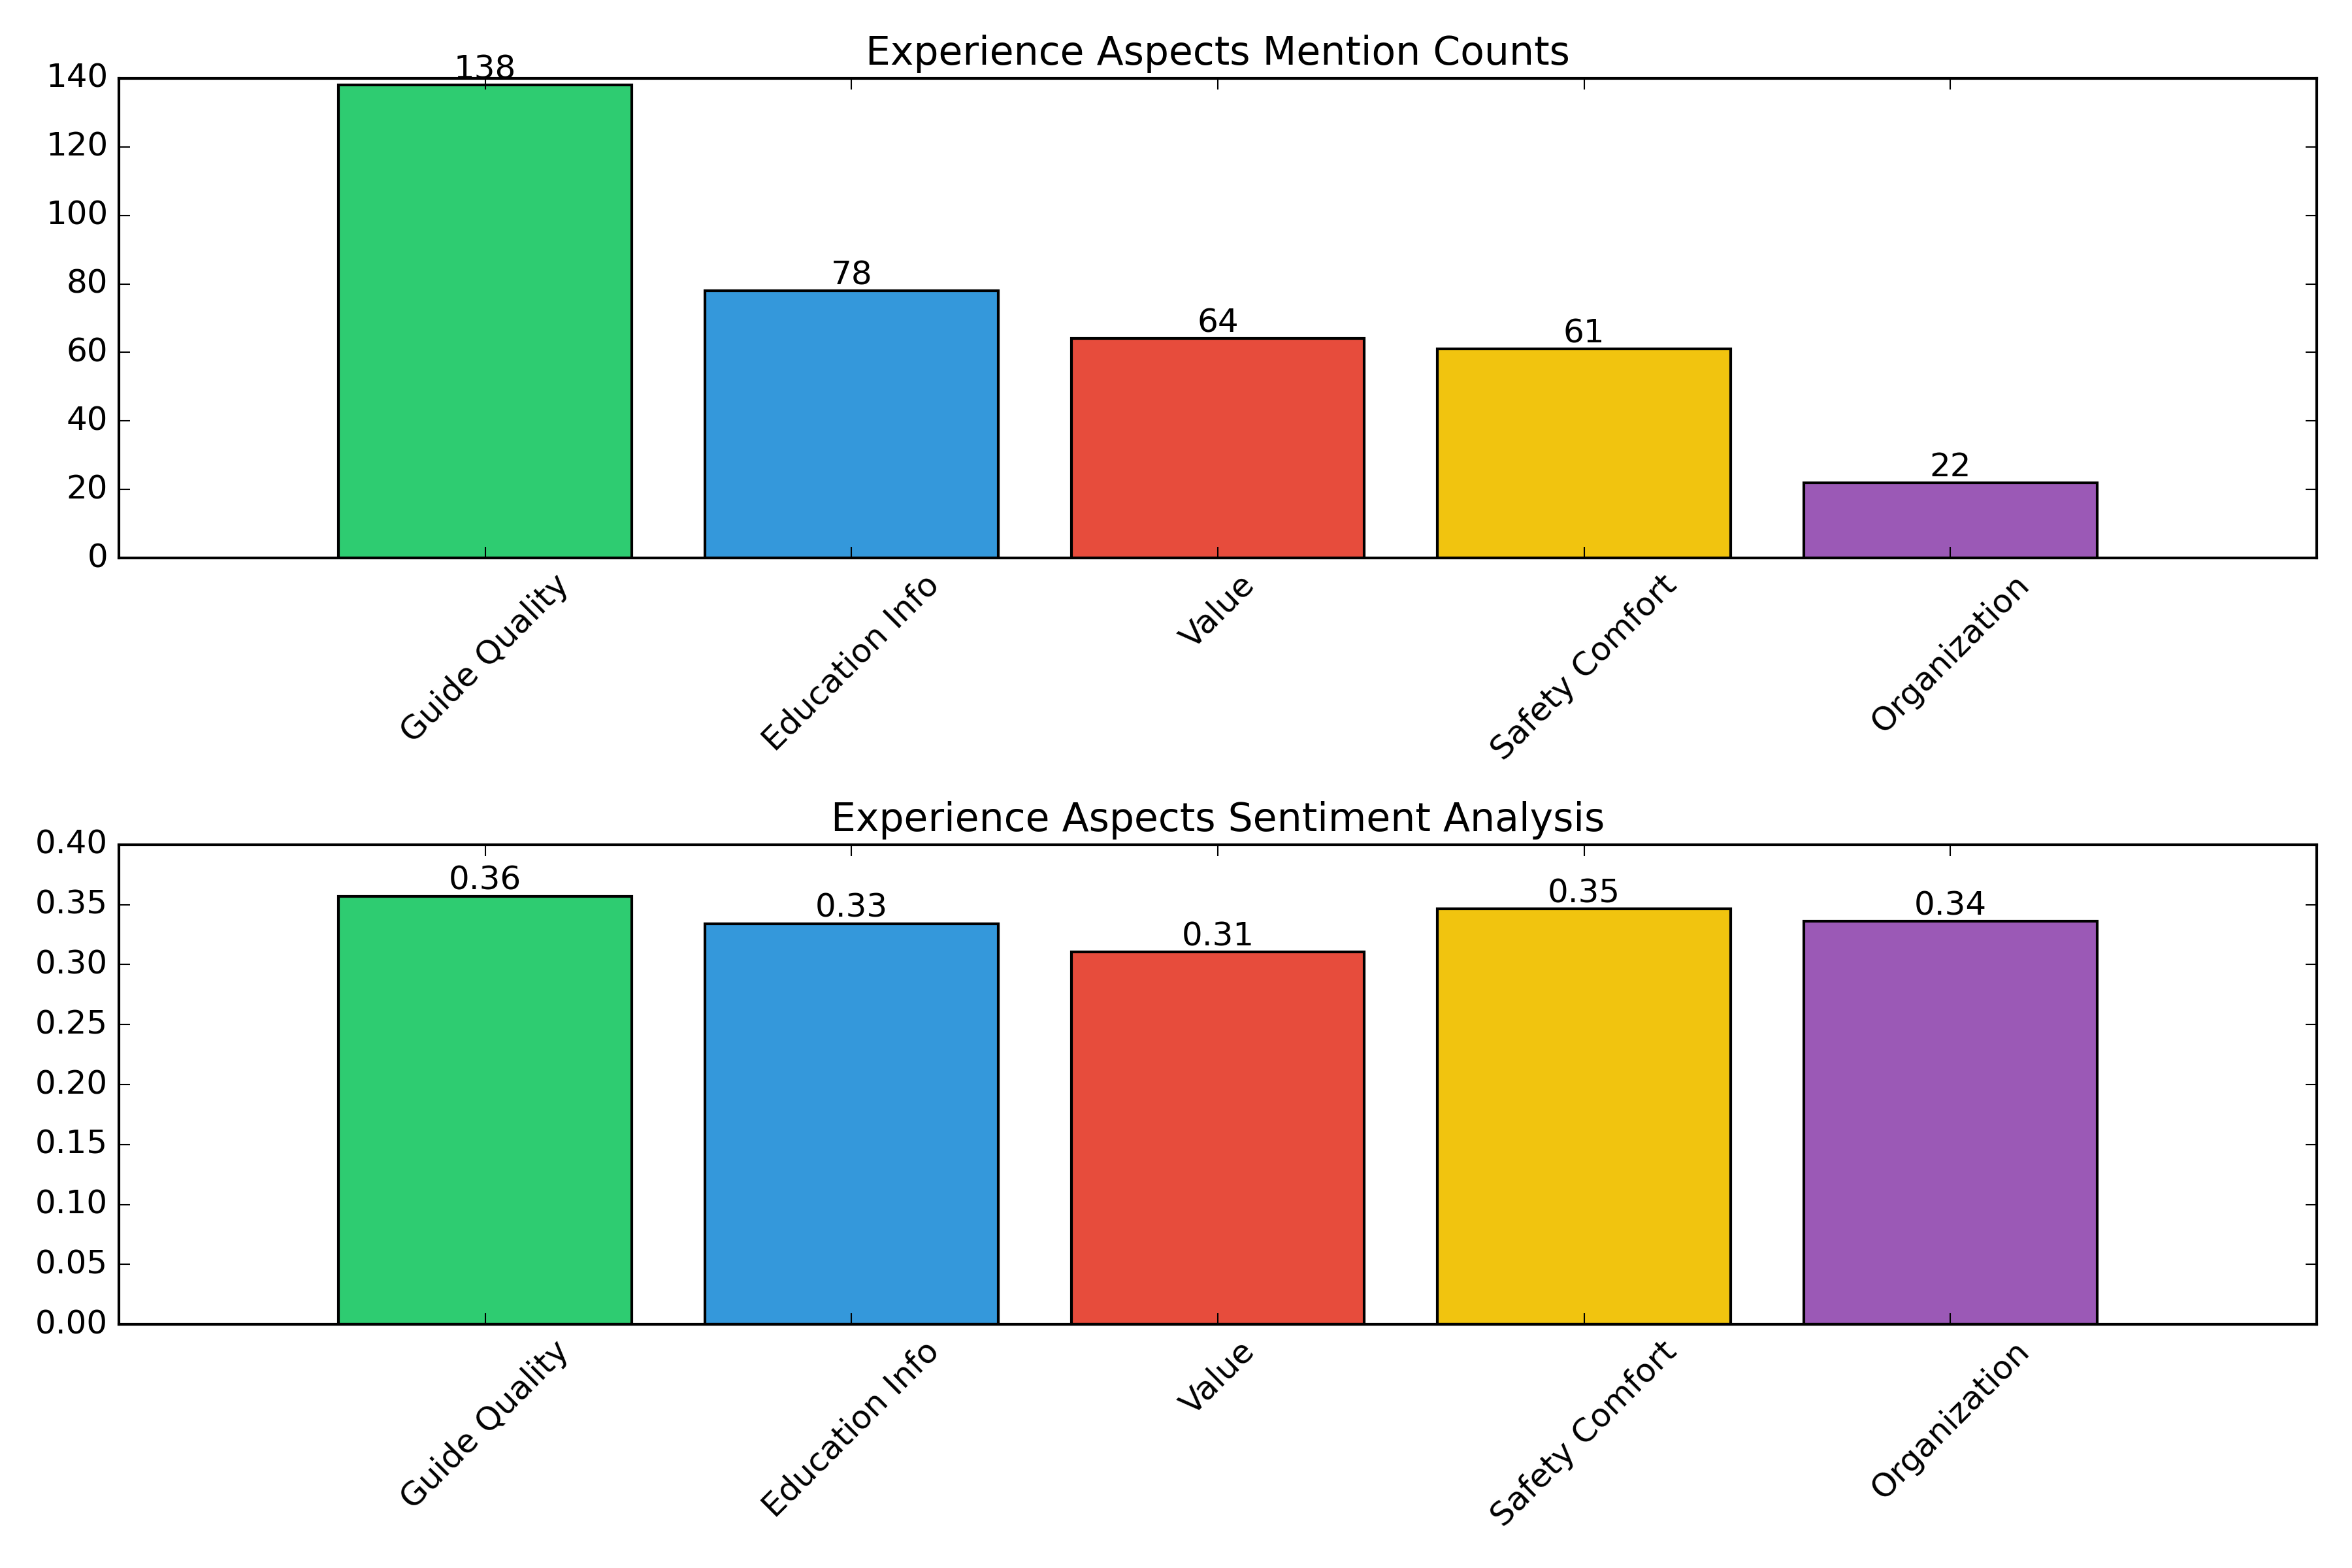 Experience Aspects Mention Counts
140
120
100
80
60
40
20
0
138
78
64
61
22
Guide Quality
Education Info
Value
Safety Comfort
Organization
Experience Aspects Sentiment Analysis
0.40
0.35
0.30
0.25
0.20
0.15
0.10
0.05
0.00
0.36
0.33
0.31
0.35
0.34
Guide Quality
Education Info
Value
Safety Comfort
Organization